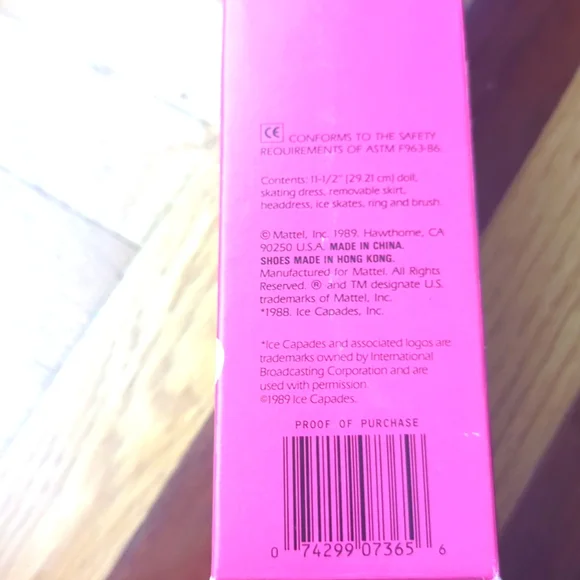 CE CONFORMS TO THE SAFETY
REQUIREMENTS OF ASTM F963-86.
Contents: 11-1/2" (29.21 cm) doll,
skating dress, removable skirt,
headdress, ice skates, ring and brush.
© Mattel, Inc. 1989. Hawthorne, CA
90250 U.S.A. MADE IN CHINA.
SHOES MADE IN HONG KONG.
Manufactured for Mattel. All Rights
Reserved. ® and TM designate U.S.
trademarks of Mattel, Inc.
*1988. Ice Capades, Inc.
*Ice Capades and associated logos are
trademarks owned by International
Broadcasting Corporation and are
used with permission.
©1989 Ice Capades.
PROOF OF PURCHASE
0 74299 07365 6